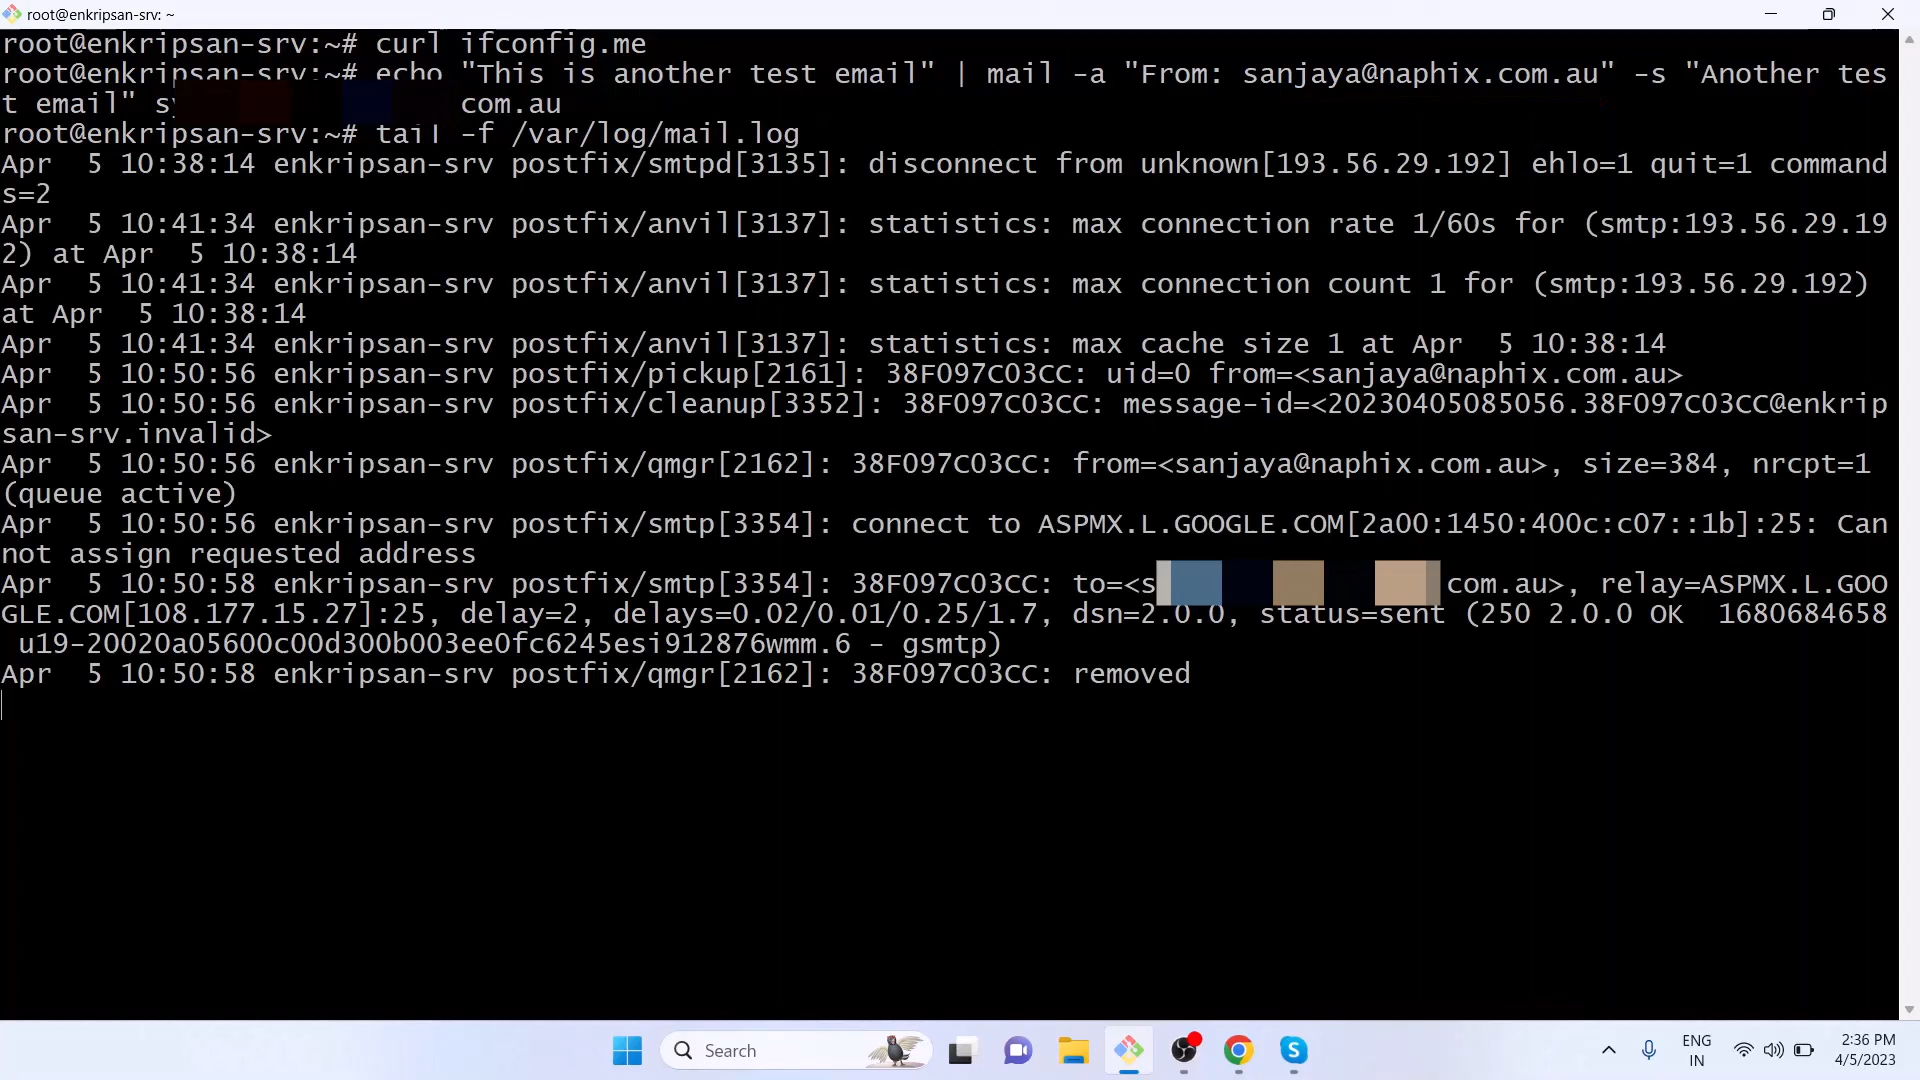 root@enkripsan-srv: ~
root@enkripsan-srv:~# curl ifconfig.me
root@enkripsan-srv:~# echo "This is another test email" | mail -a "From: sanjaya@naphix.com.au" -s "Another tes
t email" sy com.au
root@enkripsan-srv:~# tail -f /var/log/mail.log
Apr  5 10:38:14 enkripsan-srv postfix/smtpd[3135]: disconnect from unknown[193.56.29.192] ehlo=1 quit=1 command
s=2
Apr  5 10:41:34 enkripsan-srv postfix/anvil[3137]: statistics: max connection rate 1/60s for (smtp:193.56.29.19
2) at Apr  5 10:38:14
Apr  5 10:41:34 enkripsan-srv postfix/anvil[3137]: statistics: max connection count 1 for (smtp:193.56.29.192)
at Apr  5 10:38:14
Apr  5 10:41:34 enkripsan-srv postfix/anvil[3137]: statistics: max cache size 1 at Apr  5 10:38:14
Apr  5 10:50:56 enkripsan-srv postfix/pickup[2161]: 38F097C03CC: uid=0 from=<sanjaya@naphix.com.au>
Apr  5 10:50:56 enkripsan-srv postfix/cleanup[3352]: 38F097C03CC: message-id=<20230405085056.38F097C03CC@enkrip
san-srv.invalid>
Apr  5 10:50:56 enkripsan-srv postfix/qmgr[2162]: 38F097C03CC: from=<sanjaya@naphix.com.au>, size=384, nrcpt=1
(queue active)
Apr  5 10:50:56 enkripsan-srv postfix/smtp[3354]: connect to ASPMX.L.GOOGLE.COM[2a00:1450:400c:c07::1b]:25: Can
not assign requested address
Apr  5 10:50:58 enkripsan-srv postfix/smtp[3354]: 38F097C03CC: to=<s com.au>, relay=ASPMX.L.GOO
GLE.COM[108.177.15.27]:25, delay=2, delays=0.02/0.01/0.25/1.7, dsn=2.0.0, status=sent (250 2.0.0 OK  1680684658
u19-20020a05600c00d300b003ee0fc6245esi912876wmm.6 - gsmtp)
Apr  5 10:50:58 enkripsan-srv postfix/qmgr[2162]: 38F097C03CC: removed
Search
ENG
IN
2:36 PM
4/5/2023